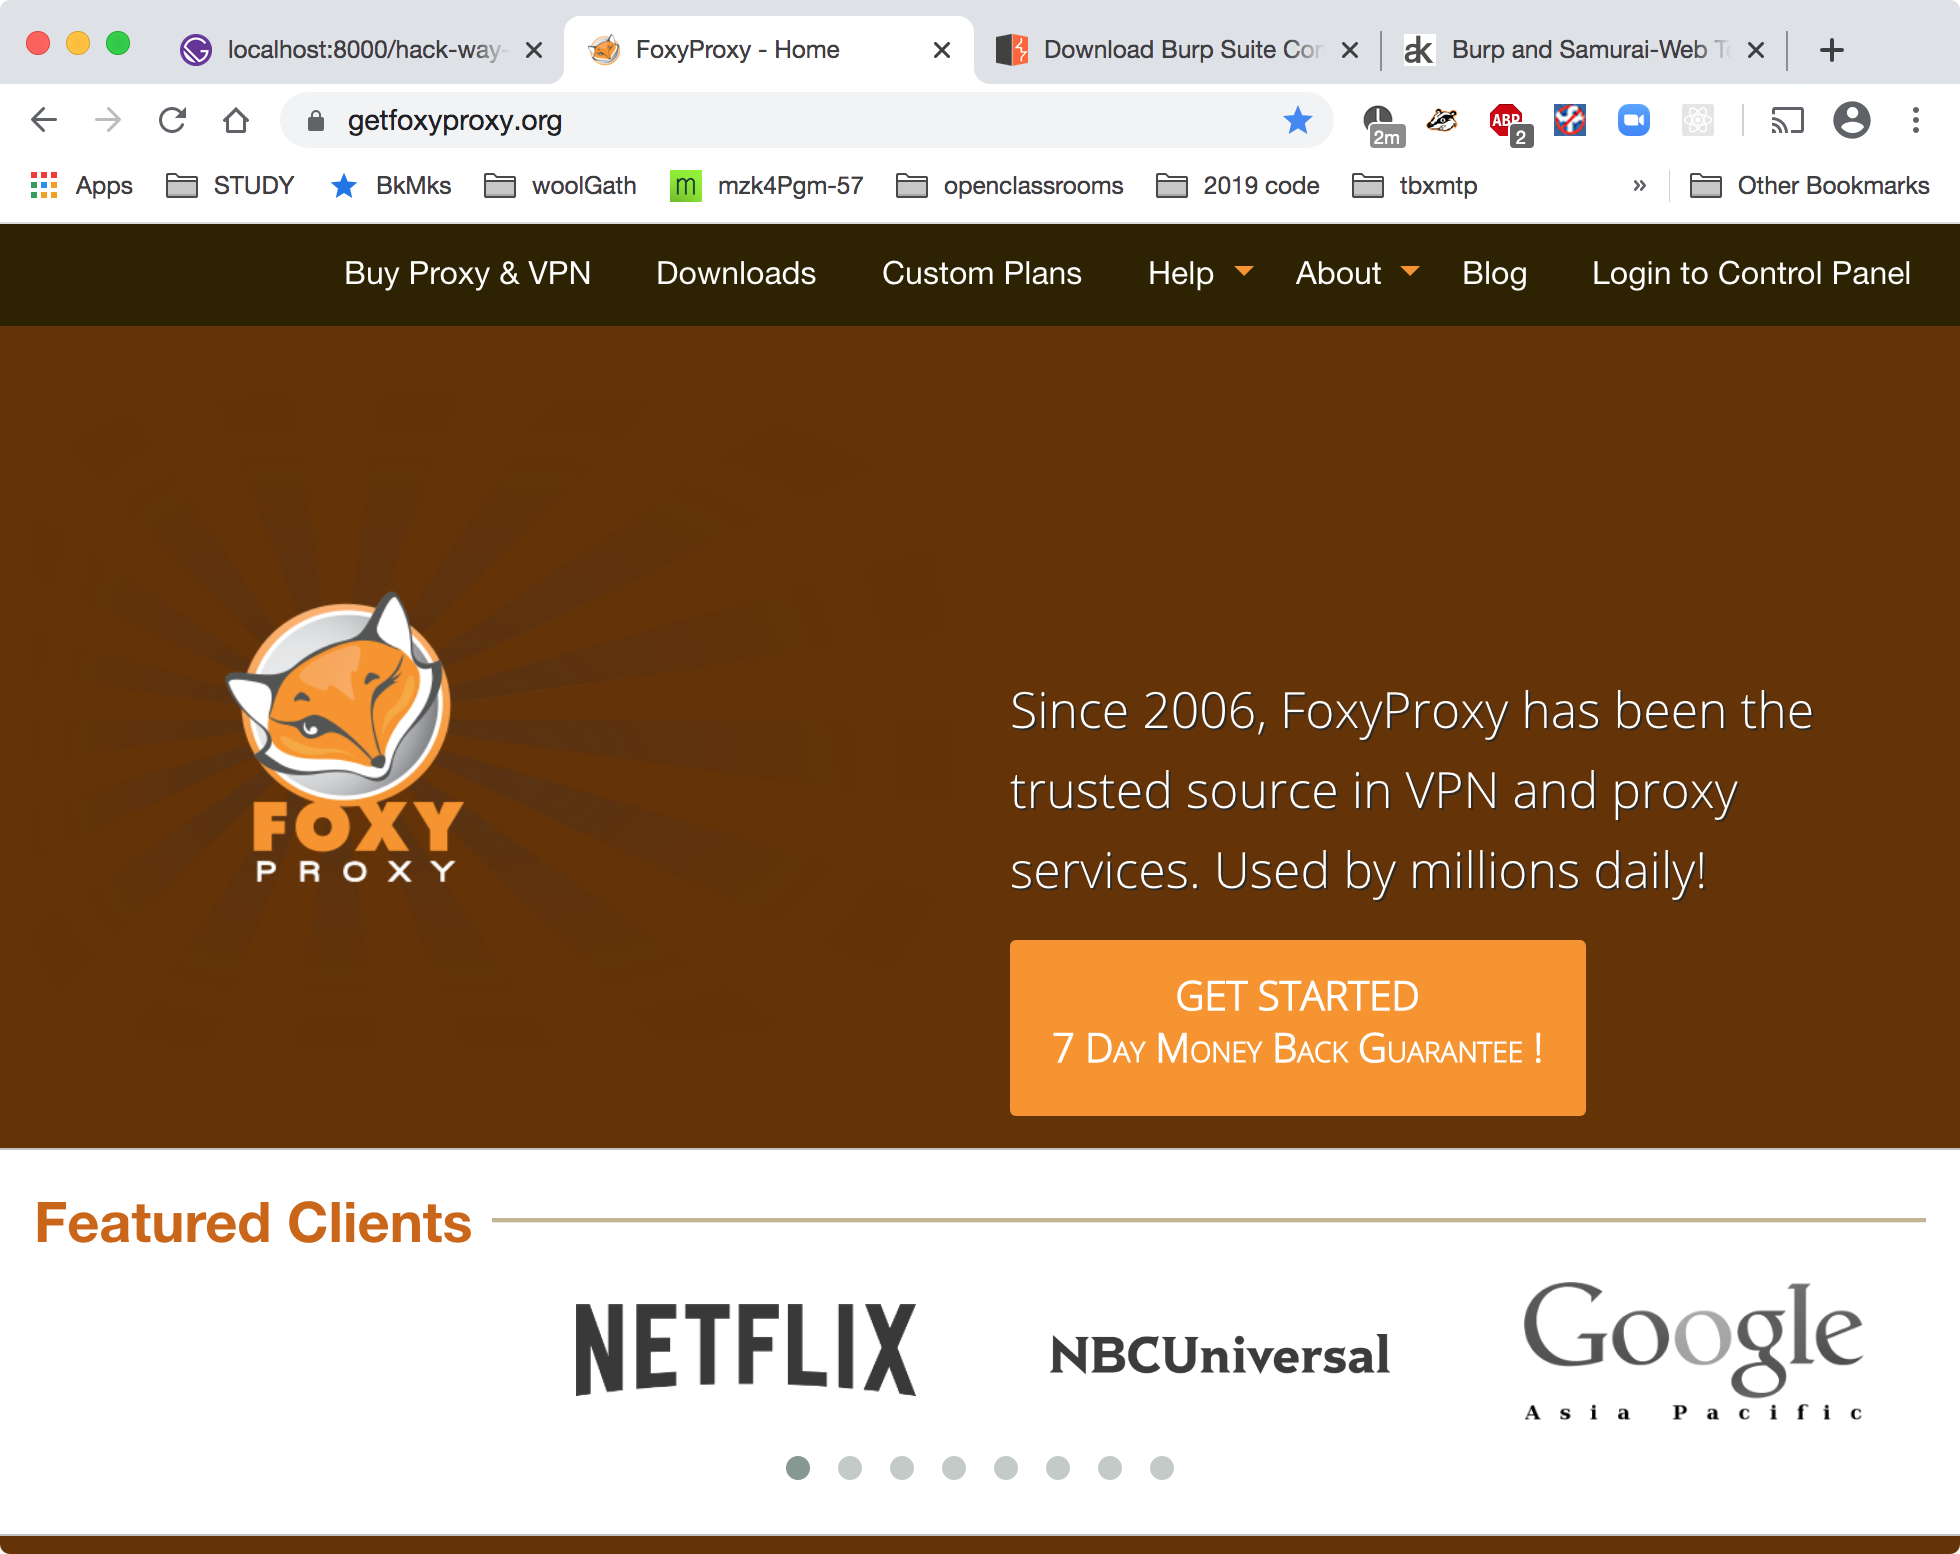 localhost:8000/hack-way-
FoxyProxy - Home
Download Burp Suite Con
Burp and Samurai-Web Te
getfoxyproxy.org
2m
ABP
2
Apps
STUDY
BkMks
woolGath
m
mzk4Pgm-57
openclassrooms
2019 code
tbxmtp
»
Other Bookmarks
Buy Proxy & VPN
Downloads
Custom Plans
Help
About
Blog
Login to Control Panel
FOXY
PROXY
Since 2006, FoxyProxy has been the
trusted source in VPN and proxy
services. Used by millions daily!
GET STARTED
7 Day Money Back Guarantee !
Featured Clients
NETFLIX
NBCUniversal
Google
Asia Pacific